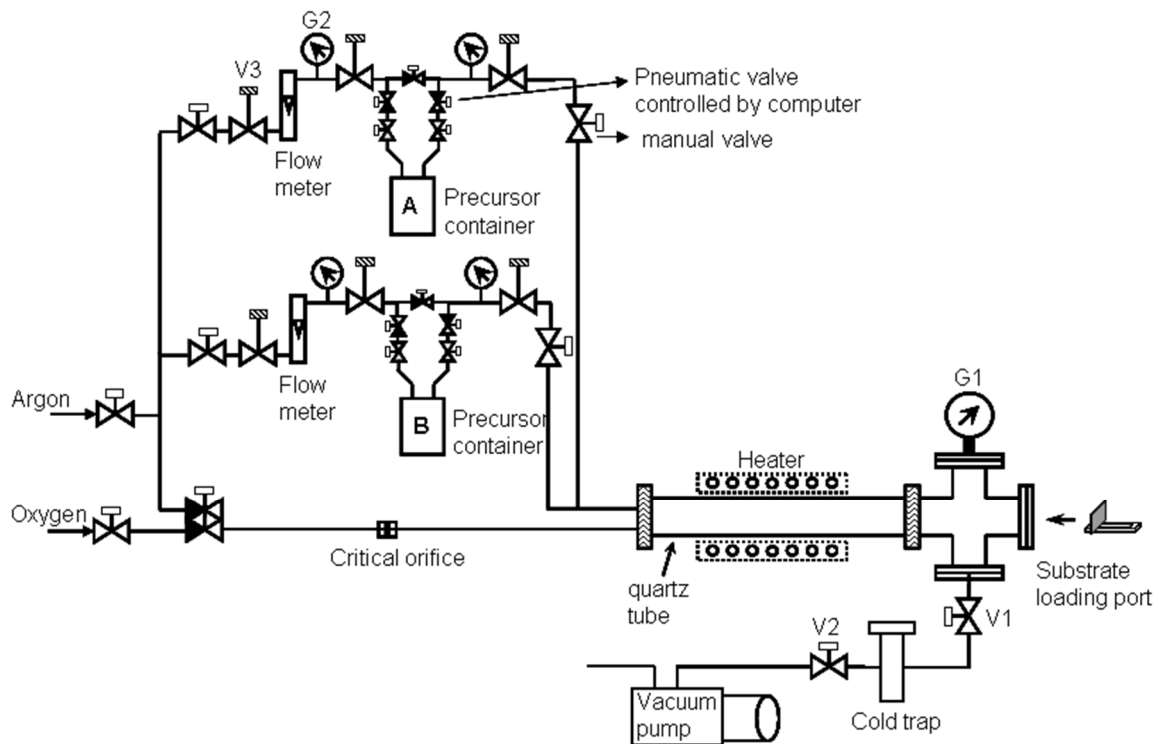 G2
V3
Pneumatic valve
controlled by computer
manual valve
Flow
meter
A
Precursor
container
Flow
meter
B
Precursor
container
Argon
G1
Heater
Oxygen
Critical orifice
quartz
tube
Substrate
loading port
V1
V2
Vacuum
pump
Cold trap